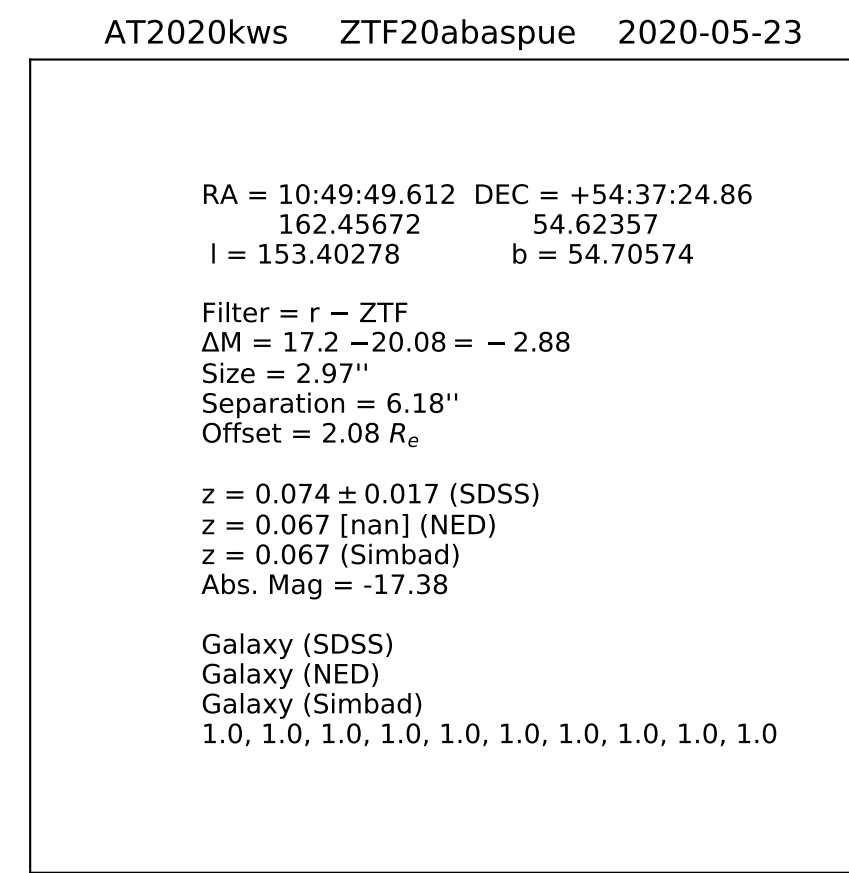 AT2020kws ZTF20abaspue 2020-05-23
RA = 10:49:49.612 DEC = +54:37:24.86
162.45672 54.62357
l = 153.40278 b = 54.70574
Filter = r − ZTF
ΔM = 17.2 −20.08 = − 2.88
Size = 2.97''
Separation = 6.18''
Offset = 2.08 Re
z = 0.074 ± 0.017 (SDSS)
z = 0.067 [nan] (NED)
z = 0.067 (Simbad)
Abs. Mag = -17.38
Galaxy (SDSS)
Galaxy (NED)
Galaxy (Simbad)
1.0, 1.0, 1.0, 1.0, 1.0, 1.0, 1.0, 1.0, 1.0, 1.0